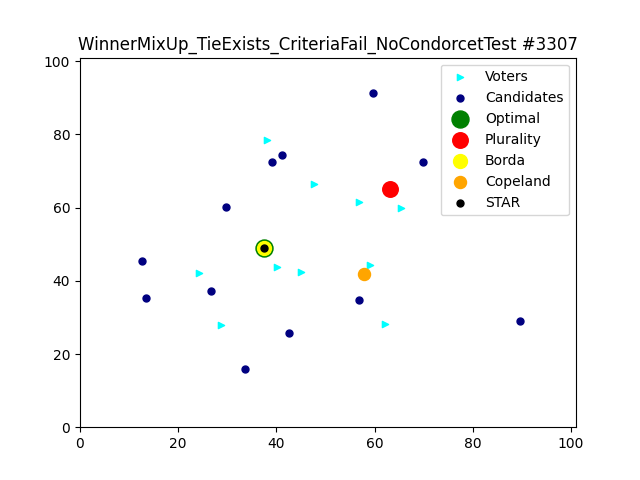 WinnerMixUp_TieExists_CriteriaFail_NoCondorcetTest #3307
100
80
60
40
20
0
0 20 40 60 80 100
Voters
Candidates
Optimal
Plurality
Borda
Copeland
STAR